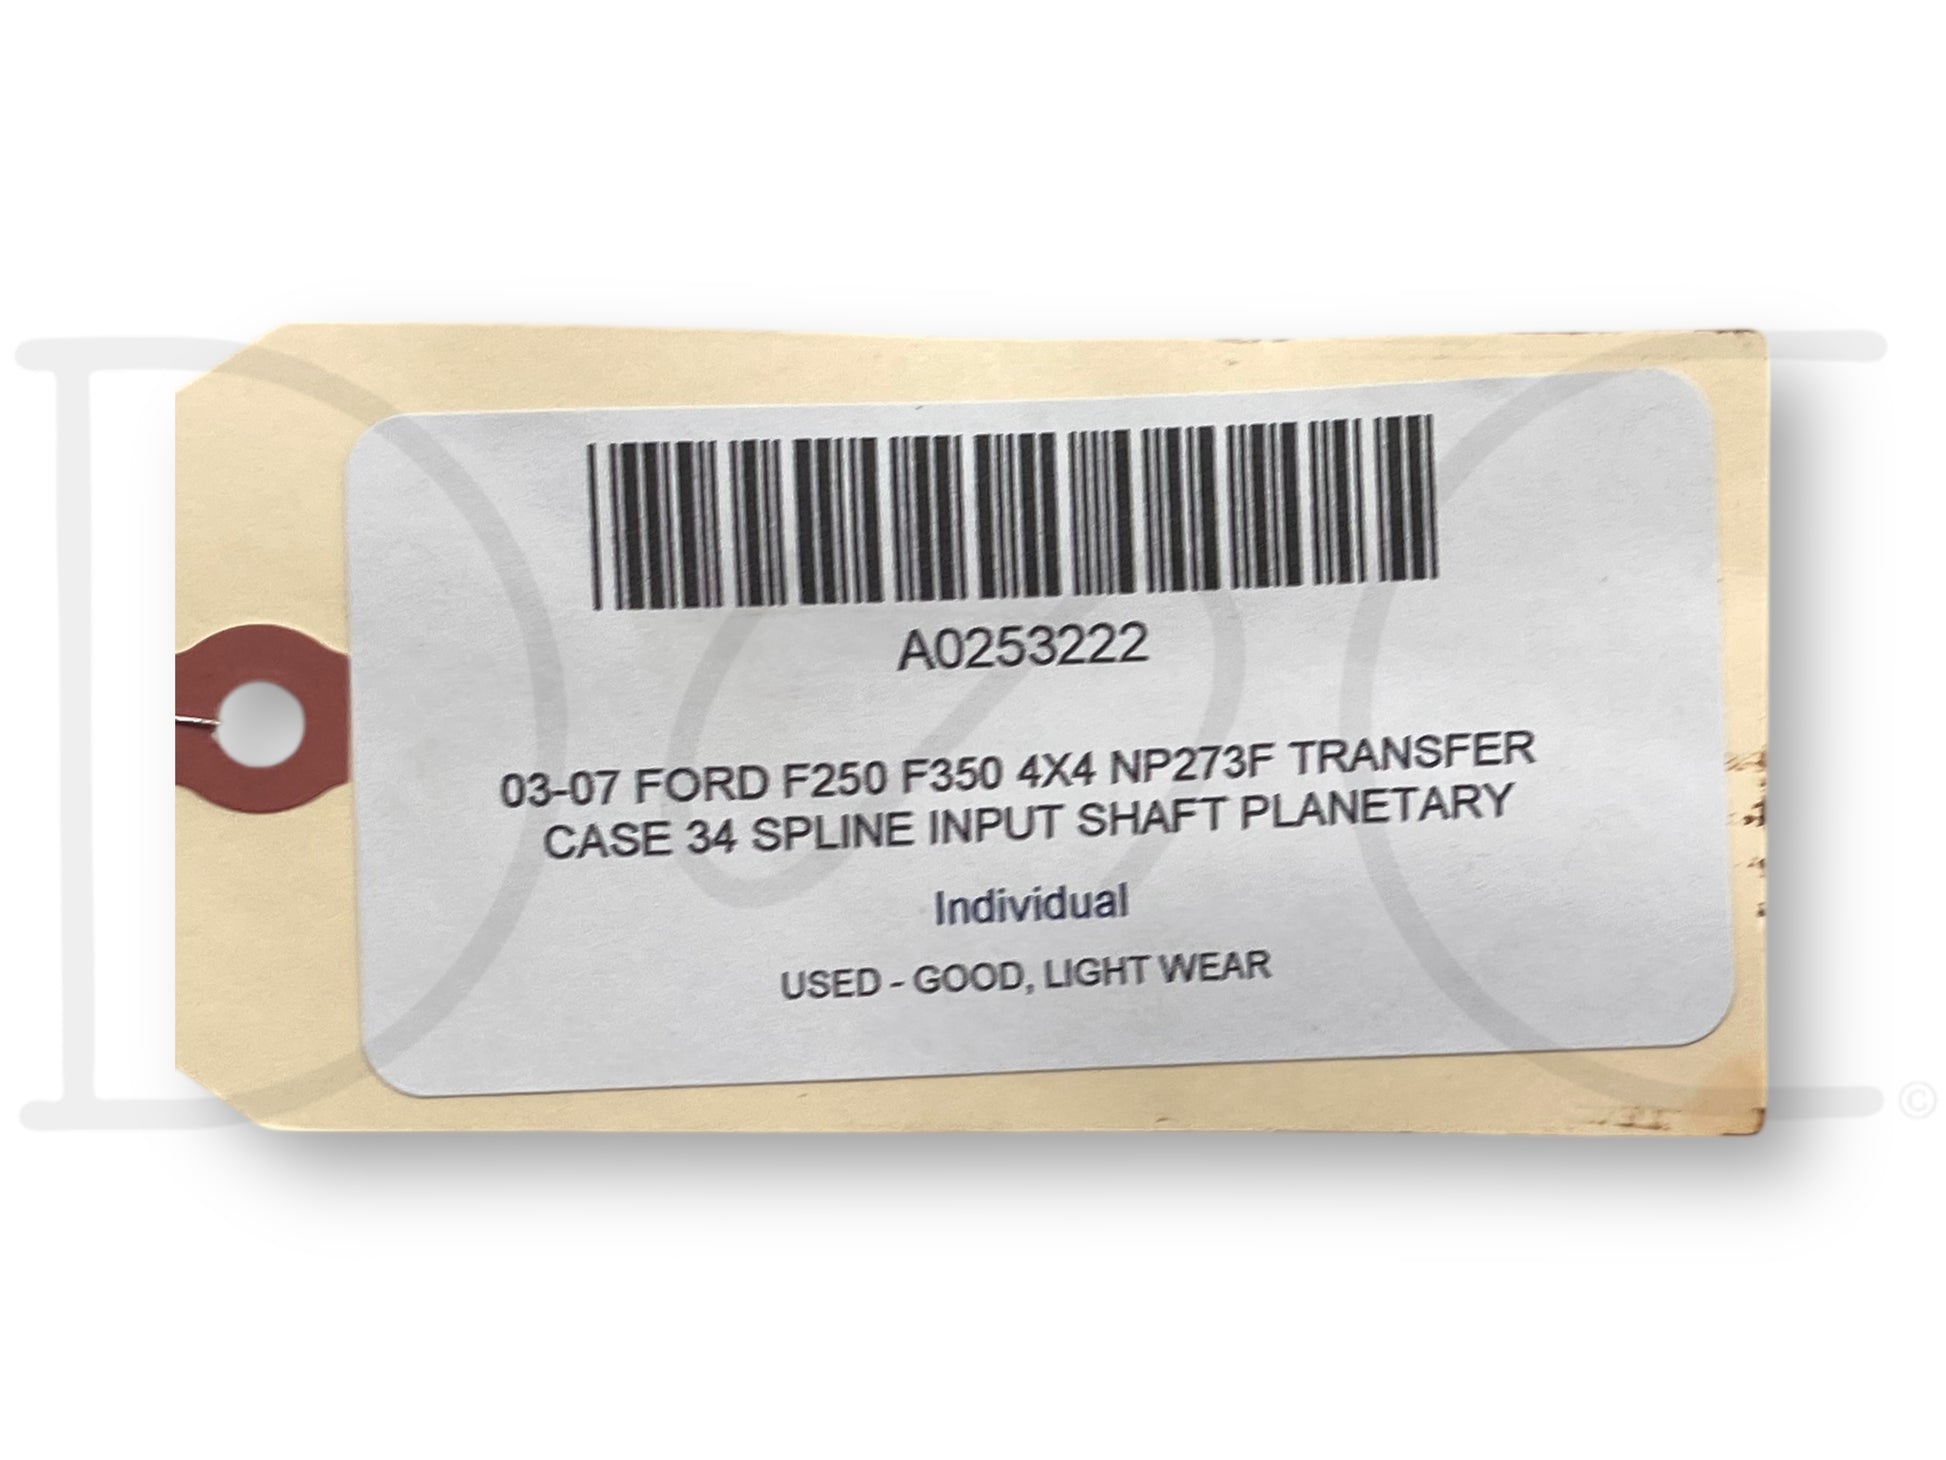 A0253222
03-07 FORD F250 F350 4X4 NP273F TRANSFER
CASE 34 SPLINE INPUT SHAFT PLANETARY
Individual
USED - GOOD, LIGHT WEAR
©